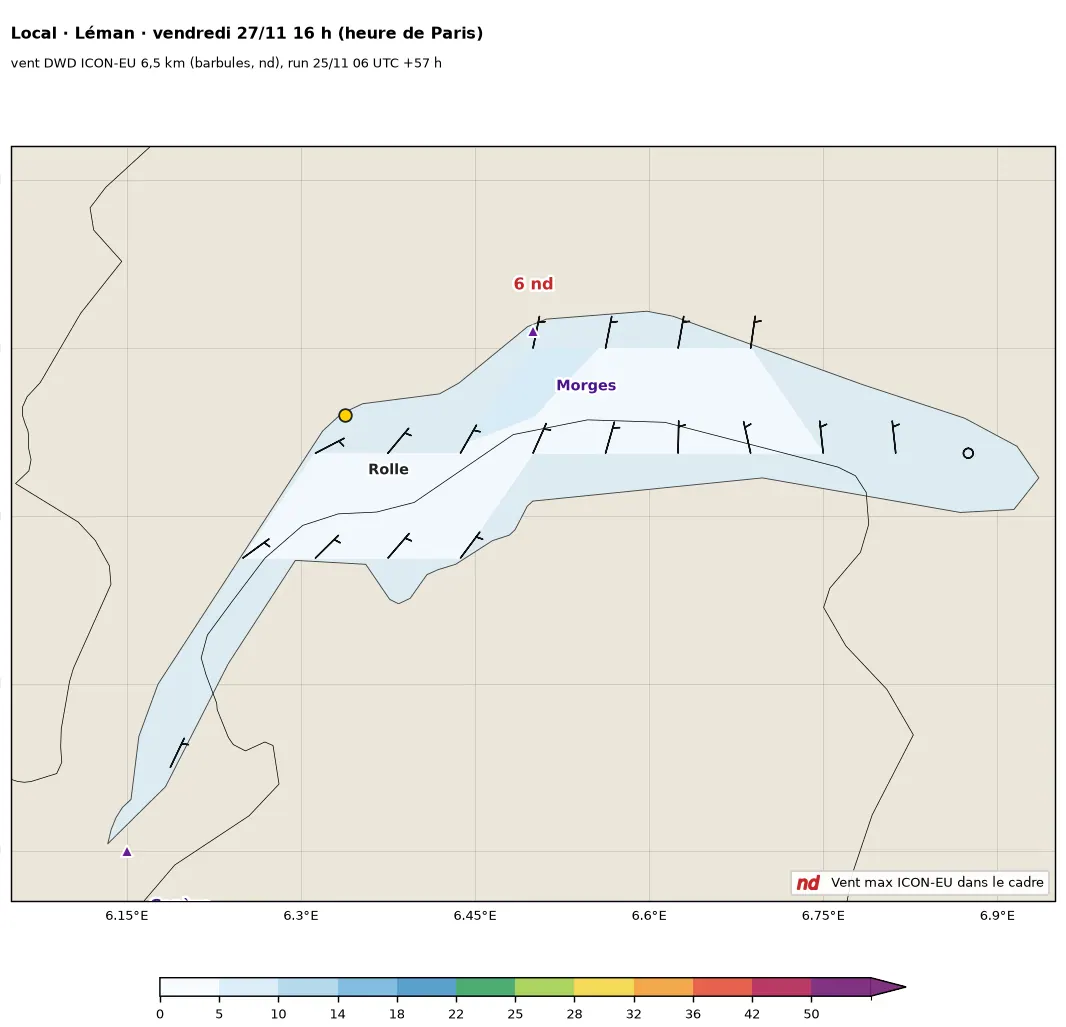 Local · Léman · vendredi 27/11 16 h (heure de Paris)
vent DWD ICON-EU 6,5 km (barbules, nd), run 25/11 06 UTC +57 h
6 nd
Morges
Rolle
nd Vent max ICON-EU dans le cadre
6.15°E 6.3°E 6.45°E 6.6°E 6.75°E 6.9°E
0 5 10 14 18 22 25 28 32 36 42 50